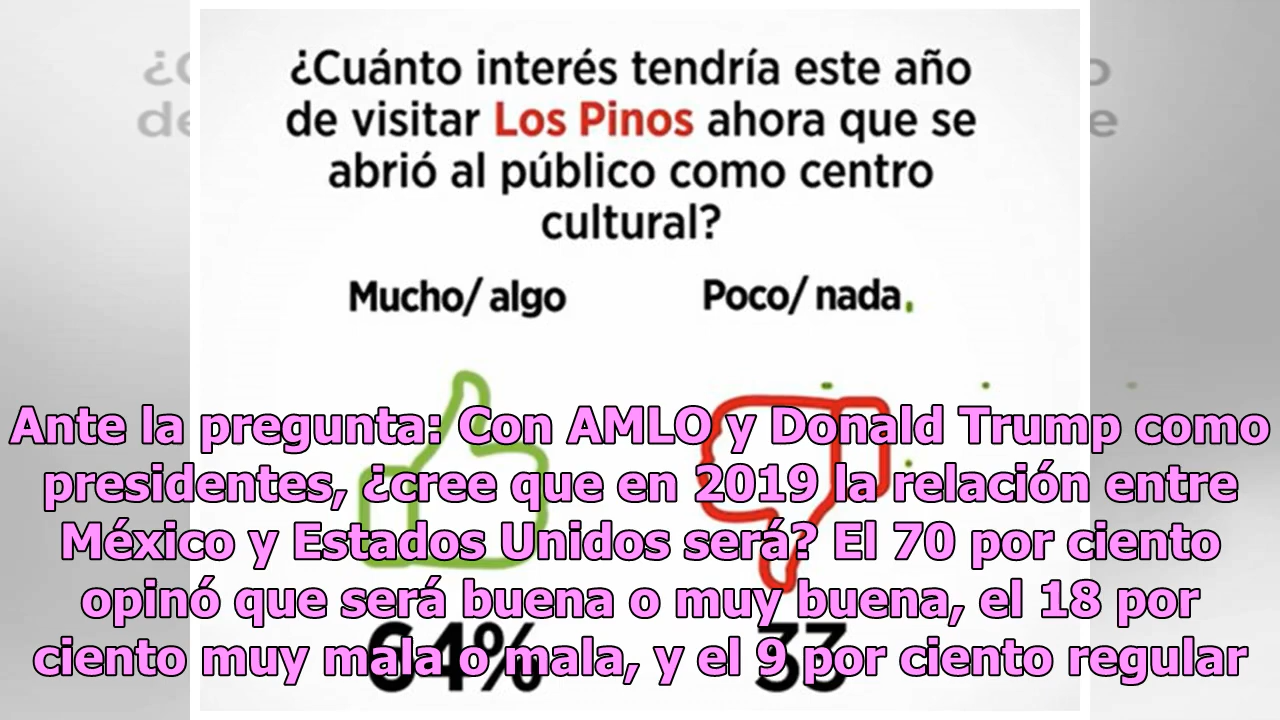 ¿Cuánto interés tendría este año
de visitar Los Pinos ahora que se
abrió al público como centro
cultural?
Mucho/ algo
Poco/ nada
Ante la pregunta: Con AMLO y Donald Trump como
presidentes, ¿cree que en 2019 la relación entre
México y Estados Unidos será? El 70 por ciento
opinó que será buena o muy buena, el 18 por
ciento muy mala o mala, y el 9 por ciento regular
64%
33